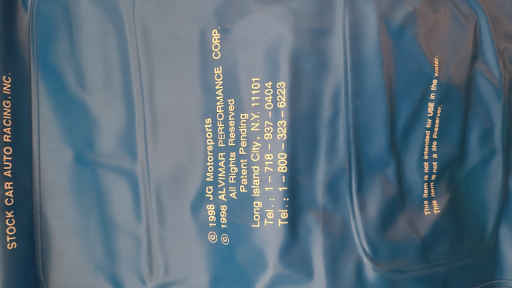 STOCK CAR AUTO RACING, INC.
© 1998 JG Motorsports
© 1996 ALVIMAR PERFORMANCE CORP.
All Rights Reserved
Patent Pending
Long Island City, N.Y. 11101
Tel.: 1-718-937-0404
Tel.: 1-800-323-6223
This item is not intended for USE in the water.
This item is not a life preserver.